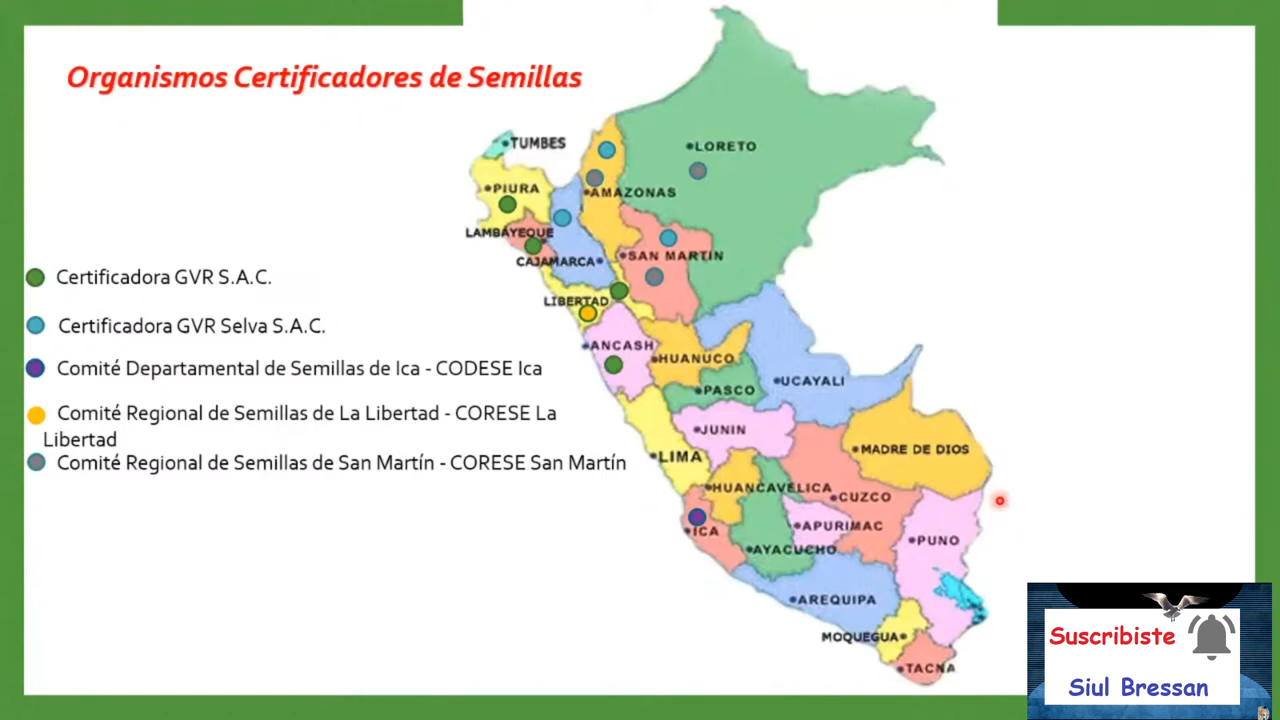 Organismos Certificadores de Semillas
TUMBES
LORETO
PIURA
AMAZONAS
LAMBAYEQUE
CAJAMARCA
SAN MARTIN
Certificadora GVR S.A.C.
LIBERTAD
Certificadora GVR Selva S.A.C.
ANCASH
HUANUCO
Comité Departamental de Semillas de Ica - CODESE Ica
PASCO
UCAYALI
Comité Regional de Semillas de La Libertad - CORESE La
Libertad
JUNIN
Comité Regional de Semillas de San Martín - CORESE San Martín
LIMA
MADRE DE DIOS
HUANCAVELICA
CUZCO
ICA
APURIMAC
PUNO
AYACUCHO
AREQUIPA
MOQUEGUA
TACNA
Suscribiste
Siul Bressan